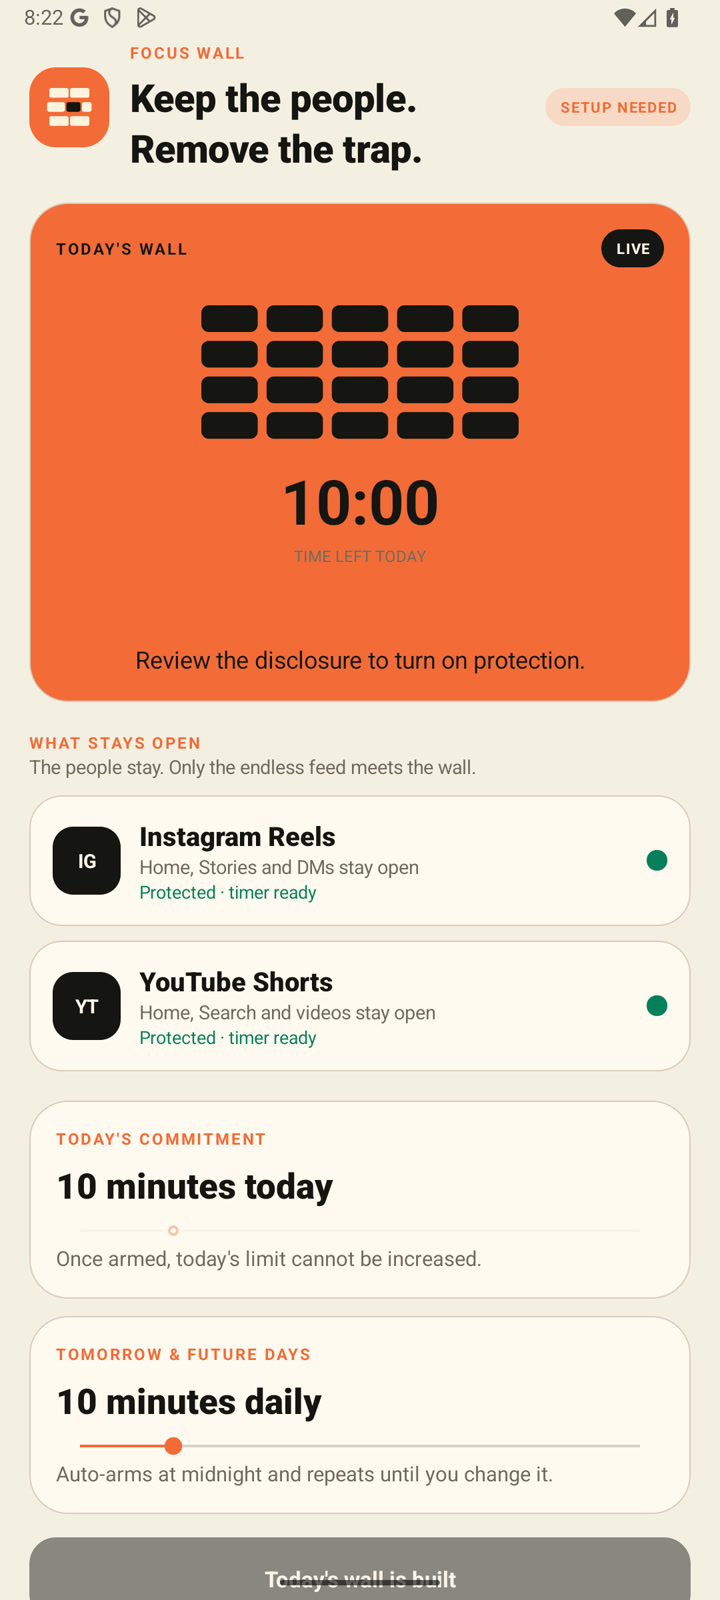 8:22
FOCUS WALL
Keep the people.
Remove the trap.
SETUP NEEDED
TODAY'S WALL
LIVE
10:00
TIME LEFT TODAY
Review the disclosure to turn on protection.
WHAT STAYS OPEN
The people stay. Only the endless feed meets the wall.
IG
Instagram Reels
Home, Stories and DMs stay open
Protected · timer ready
YT
YouTube Shorts
Home, Search and videos stay open
Protected · timer ready
TODAY'S COMMITMENT
10 minutes today
Once armed, today's limit cannot be increased.
TOMORROW & FUTURE DAYS
10 minutes daily
Auto-arms at midnight and repeats until you change it.
Today's wall is built